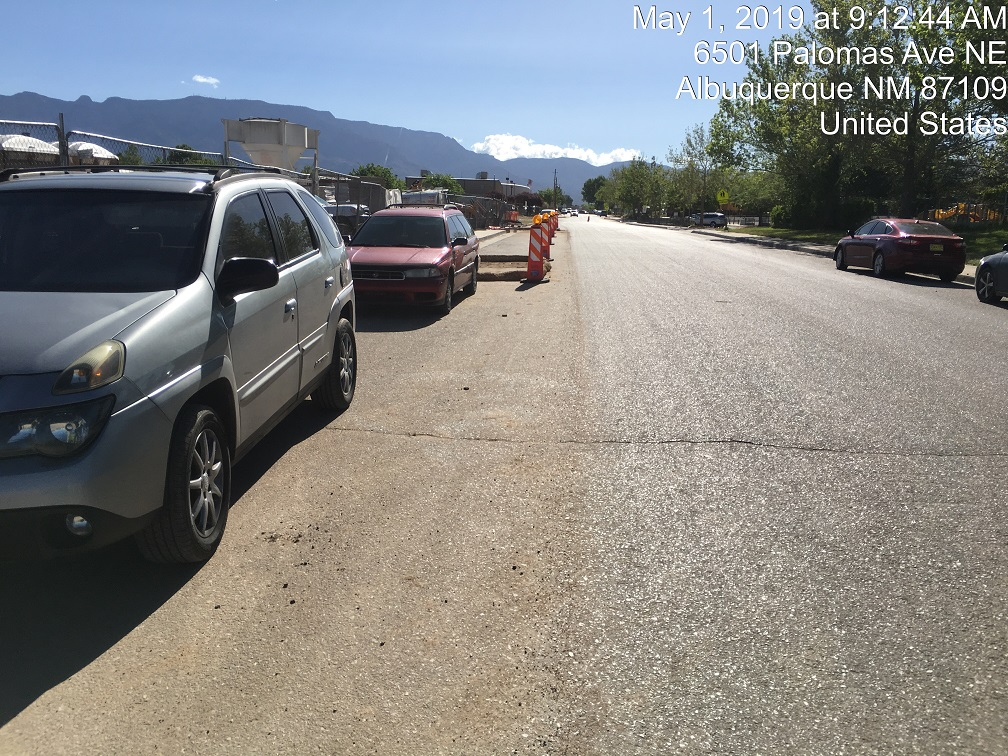 May 1, 2019 at 9:12:44 AM
6501 Palomas Ave NE
Albuquerque NM 87109
United States